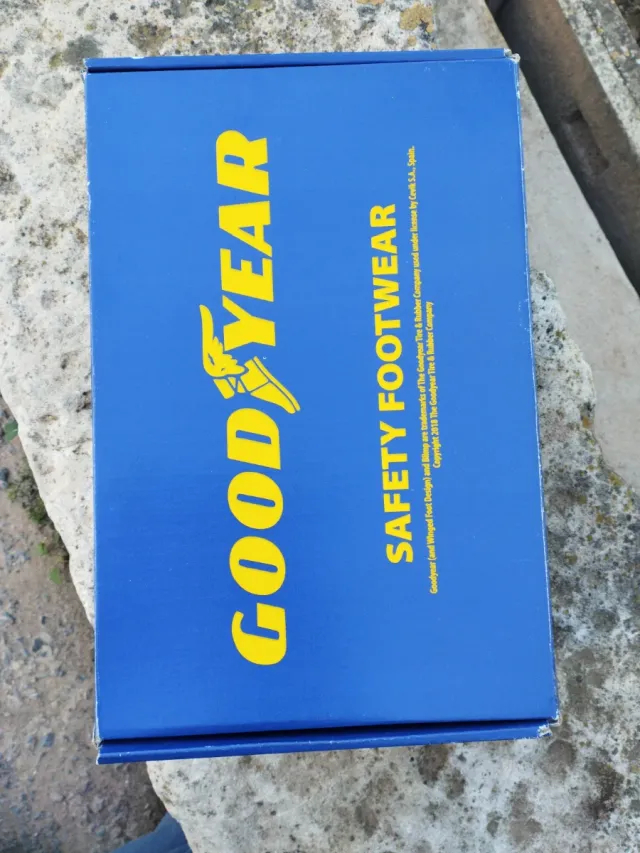 GOODYEAR
SAFETY FOOTWEAR
Goodyear (and Winged Foot Design) and Blimp are trademarks of The Goodyear Tire & Rubber Company used under license by Cevik S.A., Spain.
Copyright 2018 The Goodyear Tire & Rubber Company